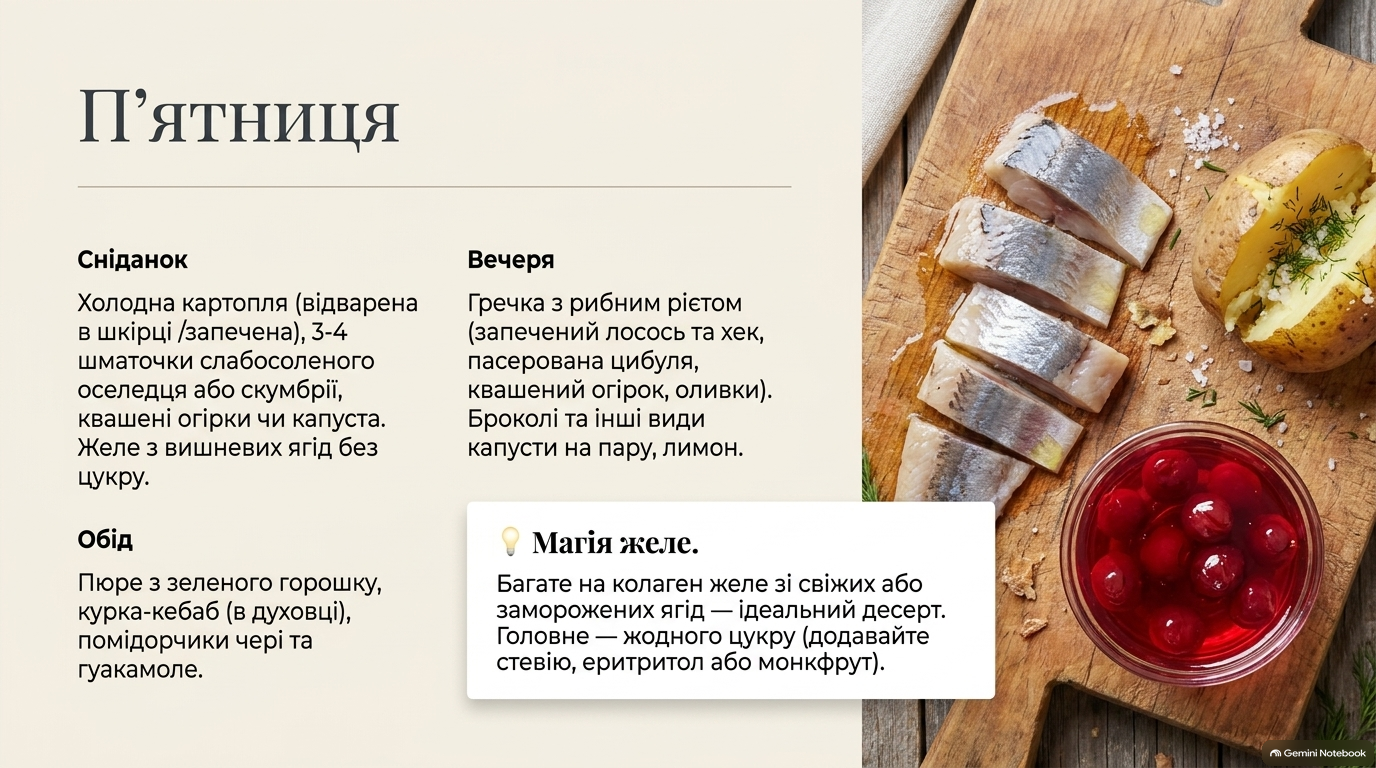 П’ятниця
Сніданок
Холодна картопля (відварена
в шкірці /запечена), 3-4
шматочки слабосоленого
оселедця або скумбрії,
квашені огірки чи капуста.
Желе з вишневих ягід без
цукру.
Обід
Пюре з зеленого горошку,
курка-кебаб (в духовці),
помідорчики чері та
гуакамоле.
Вечеря
Гречка з рибним рієтом
(запечений лосось та хек,
пасерована цибуля,
квашений огірок, оливки).
Броколі та інші види
капусти на пару, лимон.
💡 Магія желе.
Багате на колаген желе зі свіжих або
заморожених ягід — ідеальний десерт.
Головне — жодного цукру (додавайте
стевію, еритритол або монкфрут).
Gemini Notebook